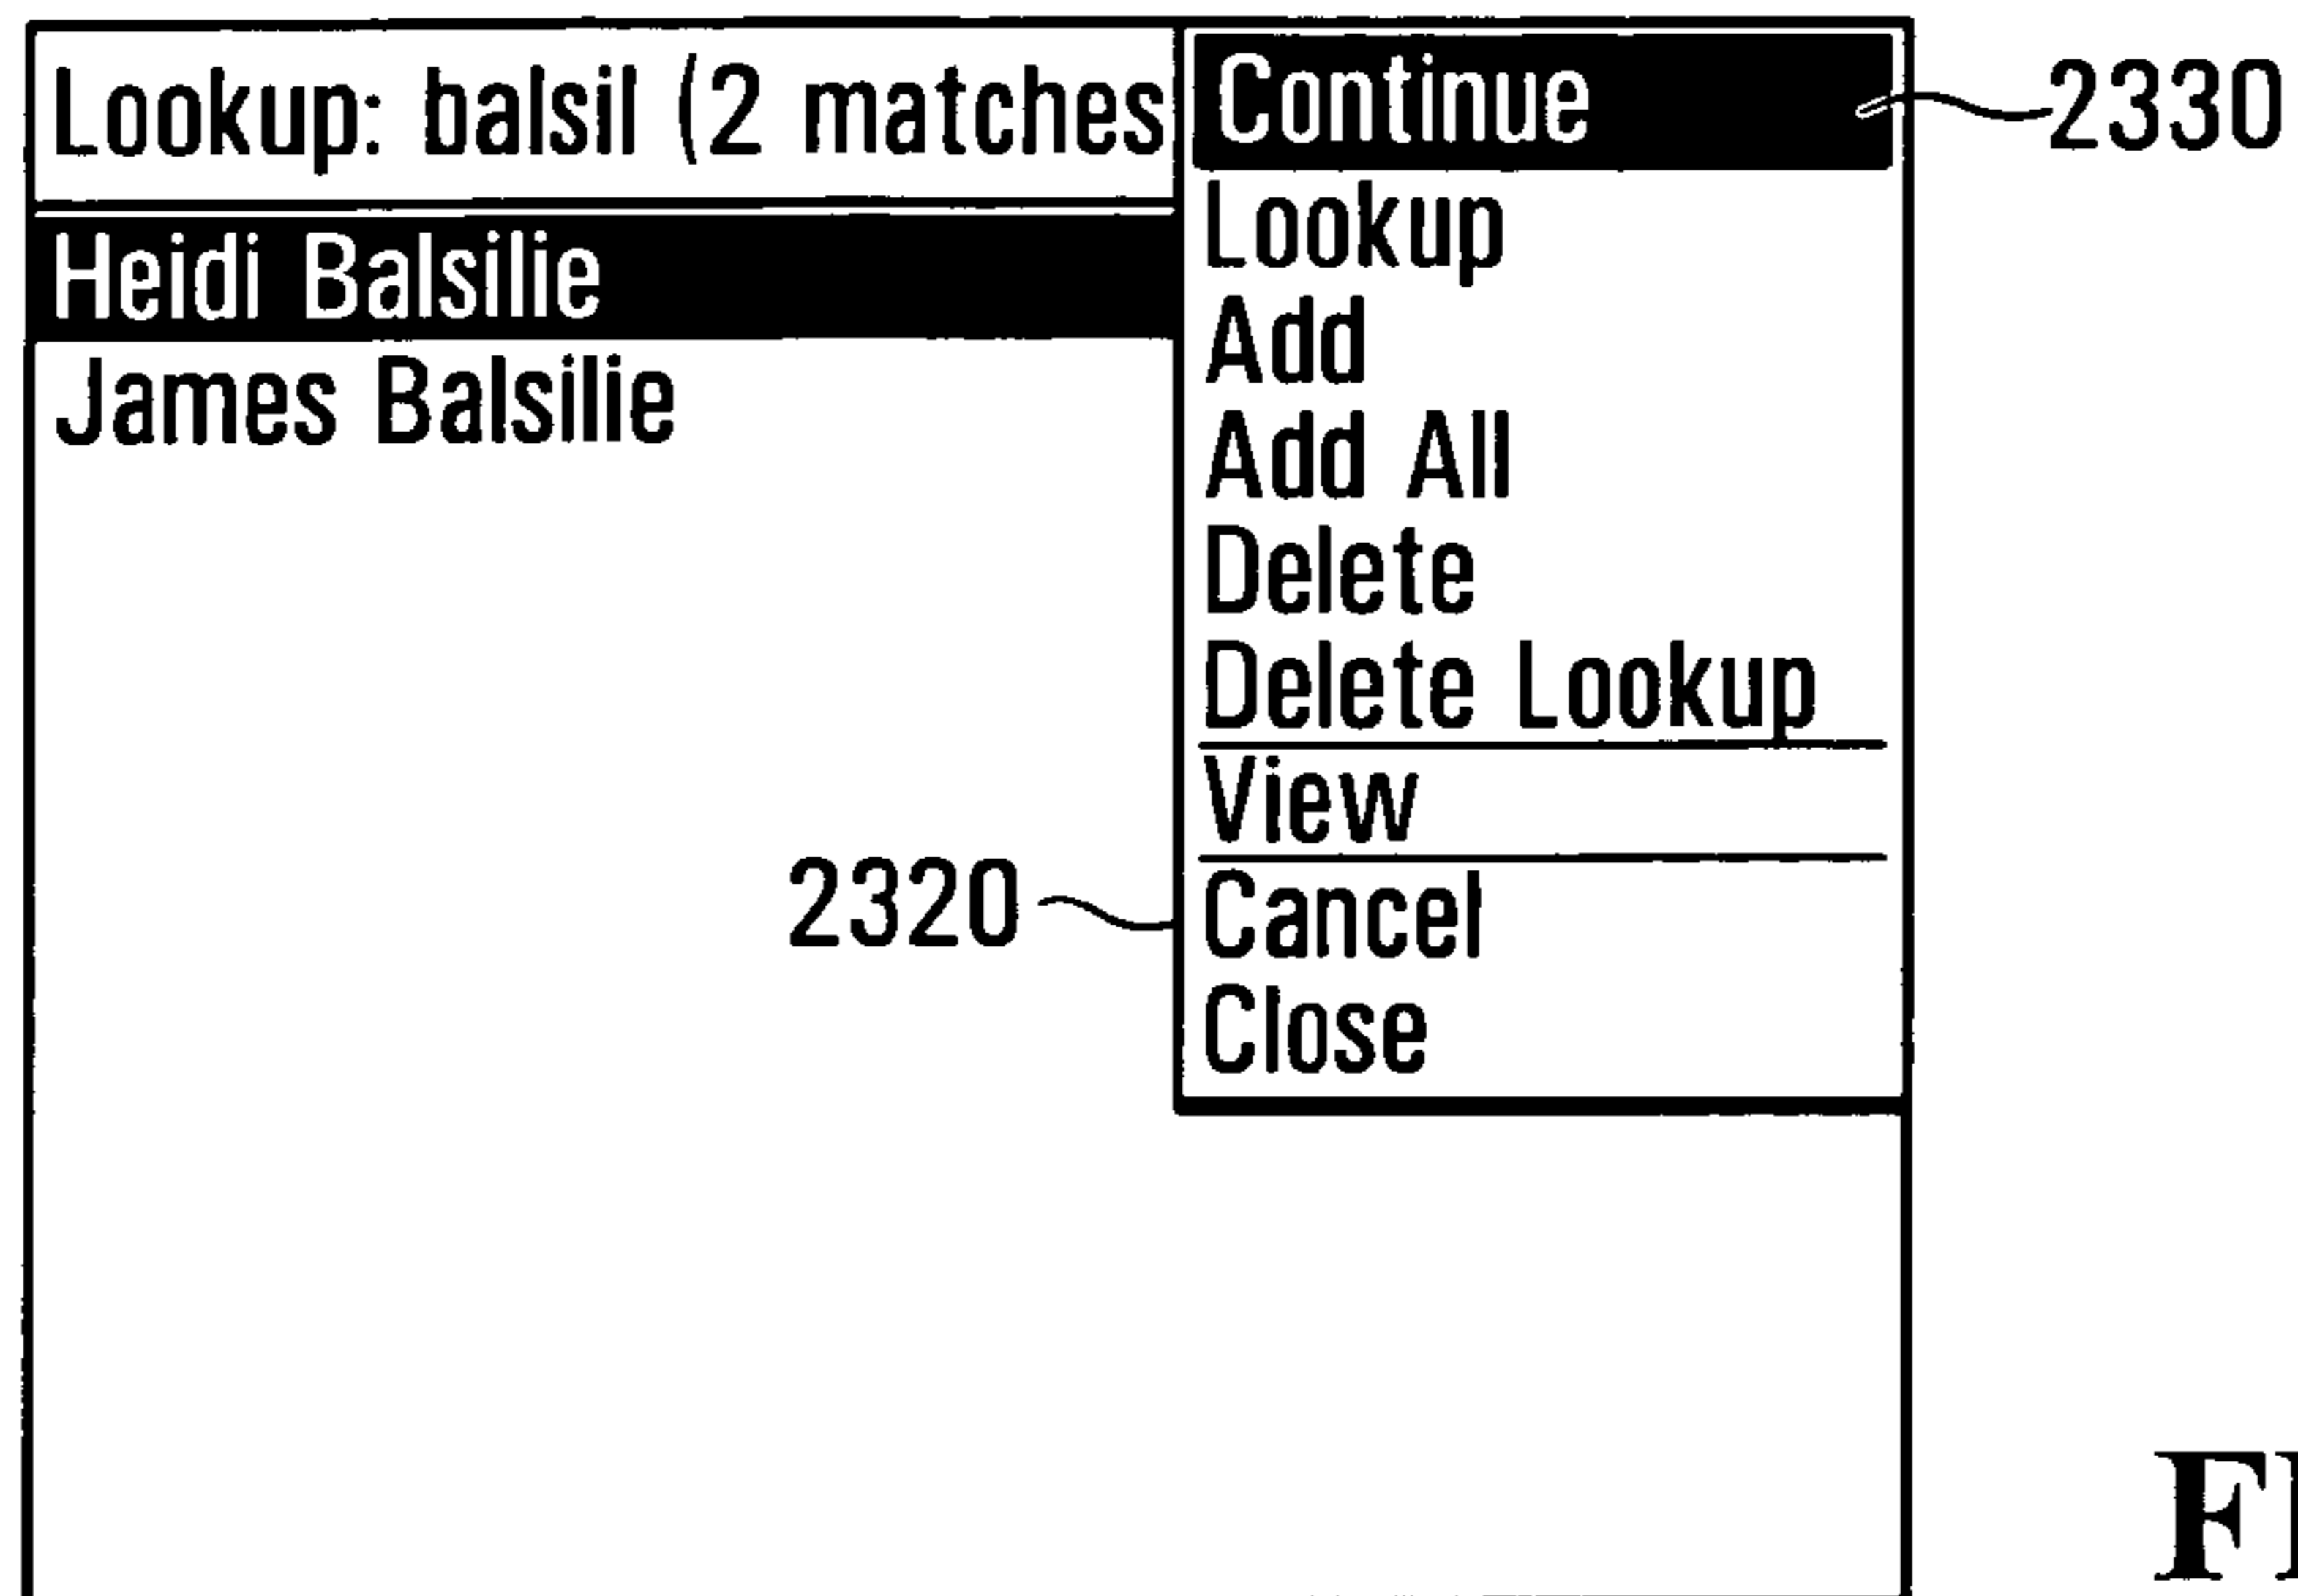 Lookup: balsil (2 matches
Heidi Balsilie
James Balsilie
Continue
Lookup
Add
Add All
Delete
Delete Lookup
View
Cancel
Close
2330
2320